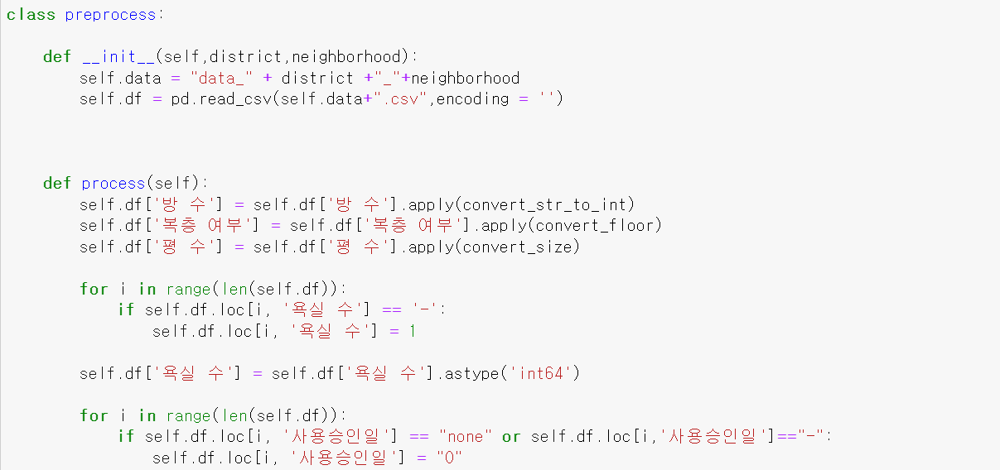 class preprocess:
def __init__(self,district,neighborhood):
self.data = "data_" + district +"_"+neighborhood
self.df = pd.read_csv(self.data+".csv",encoding = '')
def process(self):
self.df['방 수'] = self.df['방 수'].apply(convert_str_to_int)
self.df['복층 여부'] = self.df['복층 여부'].apply(convert_floor)
self.df['평 수'] = self.df['평 수'].apply(convert_size)
for i in range(len(self.df)):
if self.df.loc[i, '욕실 수'] == '-':
self.df.loc[i, '욕실 수'] = 1
self.df['욕실 수'] = self.df['욕실 수'].astype('int64')
for i in range(len(self.df)):
if self.df.loc[i, '사용승인일'] == "none" or self.df.loc[i,'사용승인일']=="-":
self.df.loc[i, '사용승인일'] = "0"